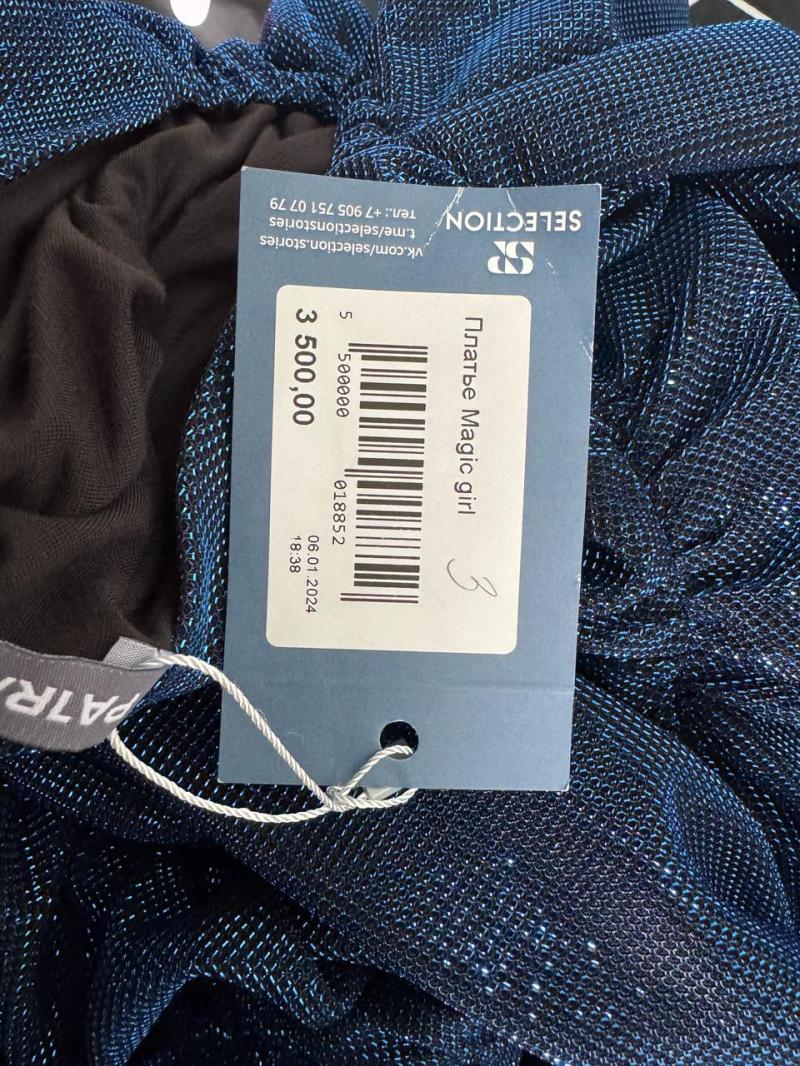 SELECTION
vk.com/selection.stories
t.me/selectionstories
тел.: +7 905 751 07 79
Платье Magic girl
3
5 500000 018852
3 500,00
06.01.2024
18:38